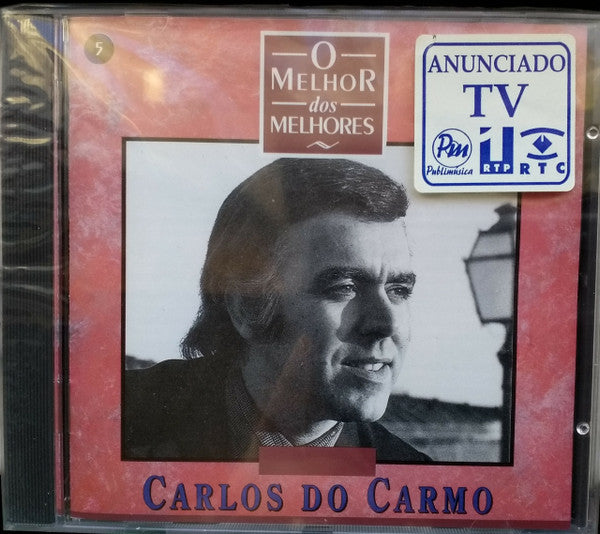 5
O
MELHOR
dos
MELHORES
ANUNCIADO
TV
Pm
Publimúsica
1
RTP
RTC
CARLOS DO CARMO